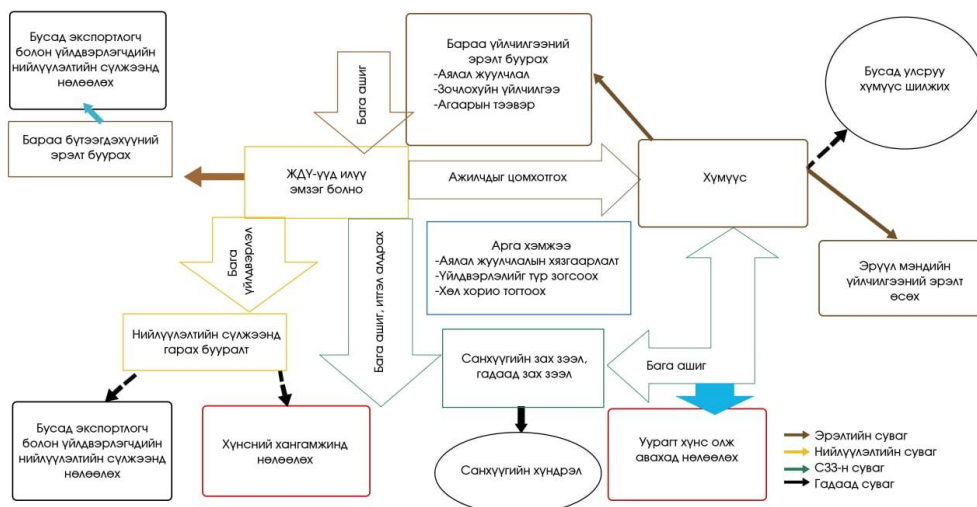 Бусад экспортлогч
болон үйлдвэрлэгчдийн
нийлүүлэлтийн сүлжээнд
нөлөөлөх
Бараа бүтээгдэхүүний
эрэлт буурах
Бага ашиг
Бараа үйлчилгээний
эрэлт буурах
-Аялал жуулчлал
-Зочлохуйн үйлчилгээ
-Агаарын тээвэр
Бусад улсруу
хүмүүс шилжих
ЖДҮ-үүд илүү
эмзэг болно
Ажилчдыг цомхотгох
Хүмүүс
Бага
үйлдвэрлэл
Бага ашиг, итгэл алдрах
Арга хэмжээ
-Аялал жуулчлалын хязгаарлалт
-Үйлдвэрлэлийг түр зогсоох
-Хөл хорио тогтоох
Эрүүл мэндийн
үйлчилгээний эрэлт
өсөх
Нийлүүлэлтийн сүлжээнд
гарах бууралт
Санхүүгийн зах зээл,
гадаад зах зээл
Бага ашиг
Бусад экспортлогч
болон үйлдвэрлэгчдийн
нийлүүлэлтийн сүлжээнд
нөлөөлөх
Хүнсний хангамжинд
нөлөөлөх
Санхүүгийн хүндрэл
Уурагт хүнс олж
авахад нөлөөлөх
Эрэлтийн суваг
Нийлүүлэлтийн суваг
СЗЗ-н суваг
Гадаад суваг